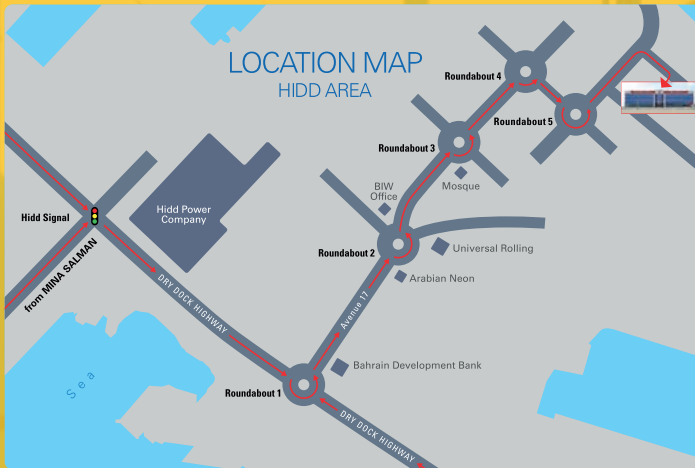 LOCATION MAP
HIDD AREA
Roundabout 4
Roundabout 5
Roundabout 3
Mosque
BIW
Office
Hidd Power
Company
Hidd Signal
from MINA SALMAN
Universal Rolling
Roundabout 2
Arabian Neon
DRY DOCK HIGHWAY
Avenue 17
Bahrain Development Bank
Sea
Roundabout 1
DRY DOCK HIGHWAY